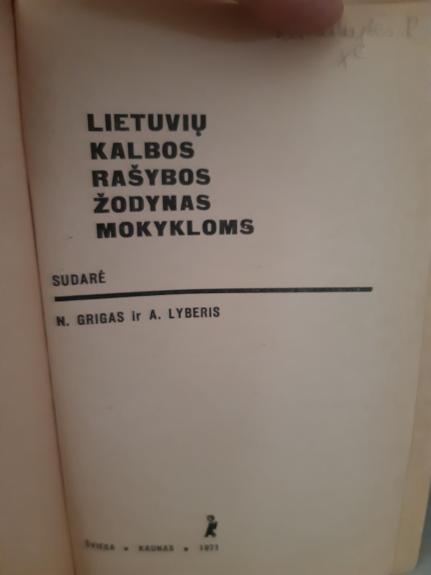 LIETUVIŲ
KALBOS
RAŠYBOS
ŽODYNAS
MOKYKLOMS
SUDARĖ
N. GRIGAS ir A. LYBERIS
ŠVIESA • KAUNAS • 1971